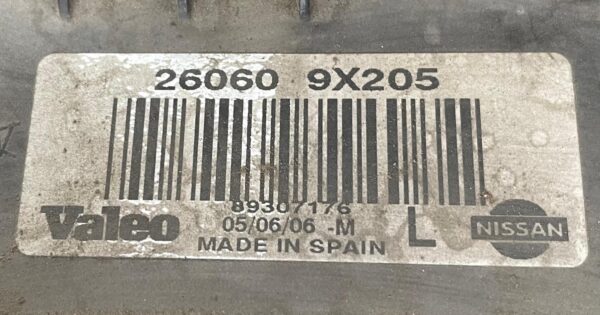 26060 9X205
89307176
Valeo
05/06/06 -M
MADE IN SPAIN
L
NISSAN